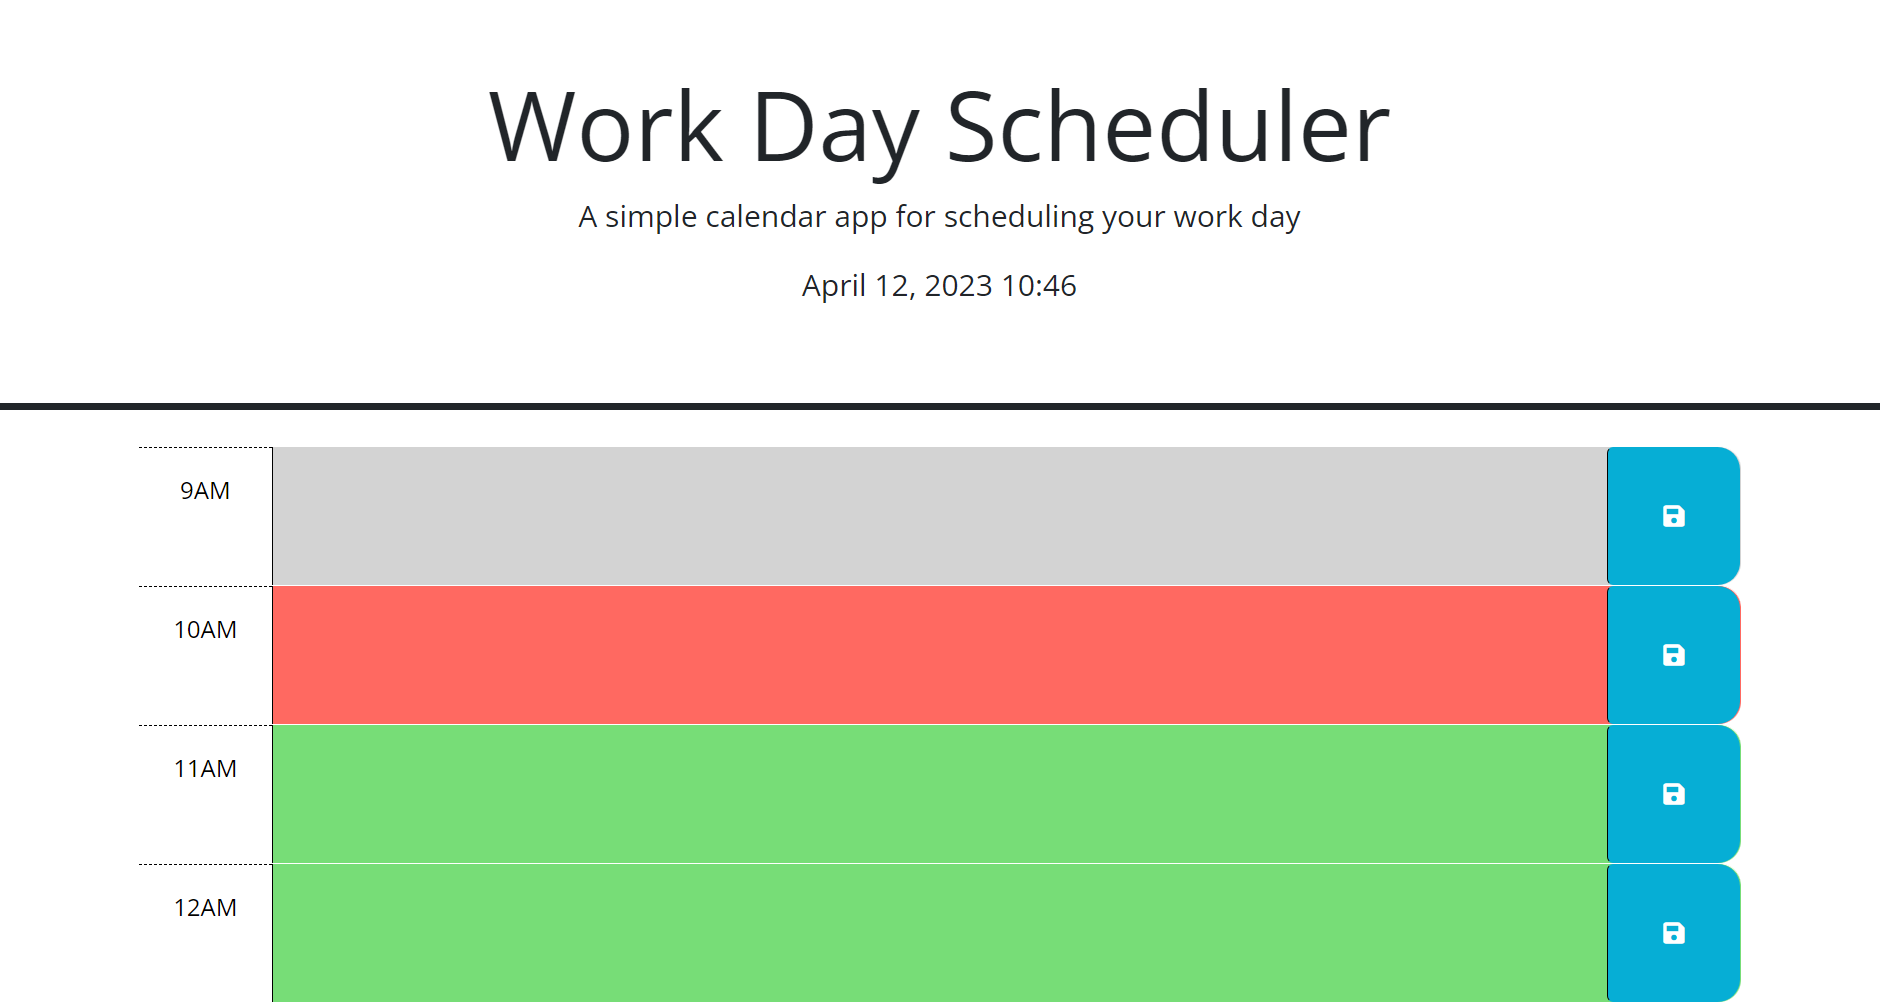 Work Day Scheduler
A simple calendar app for scheduling your work day
April 12, 2023 10:46
9AM
10AM
11AM
12AM